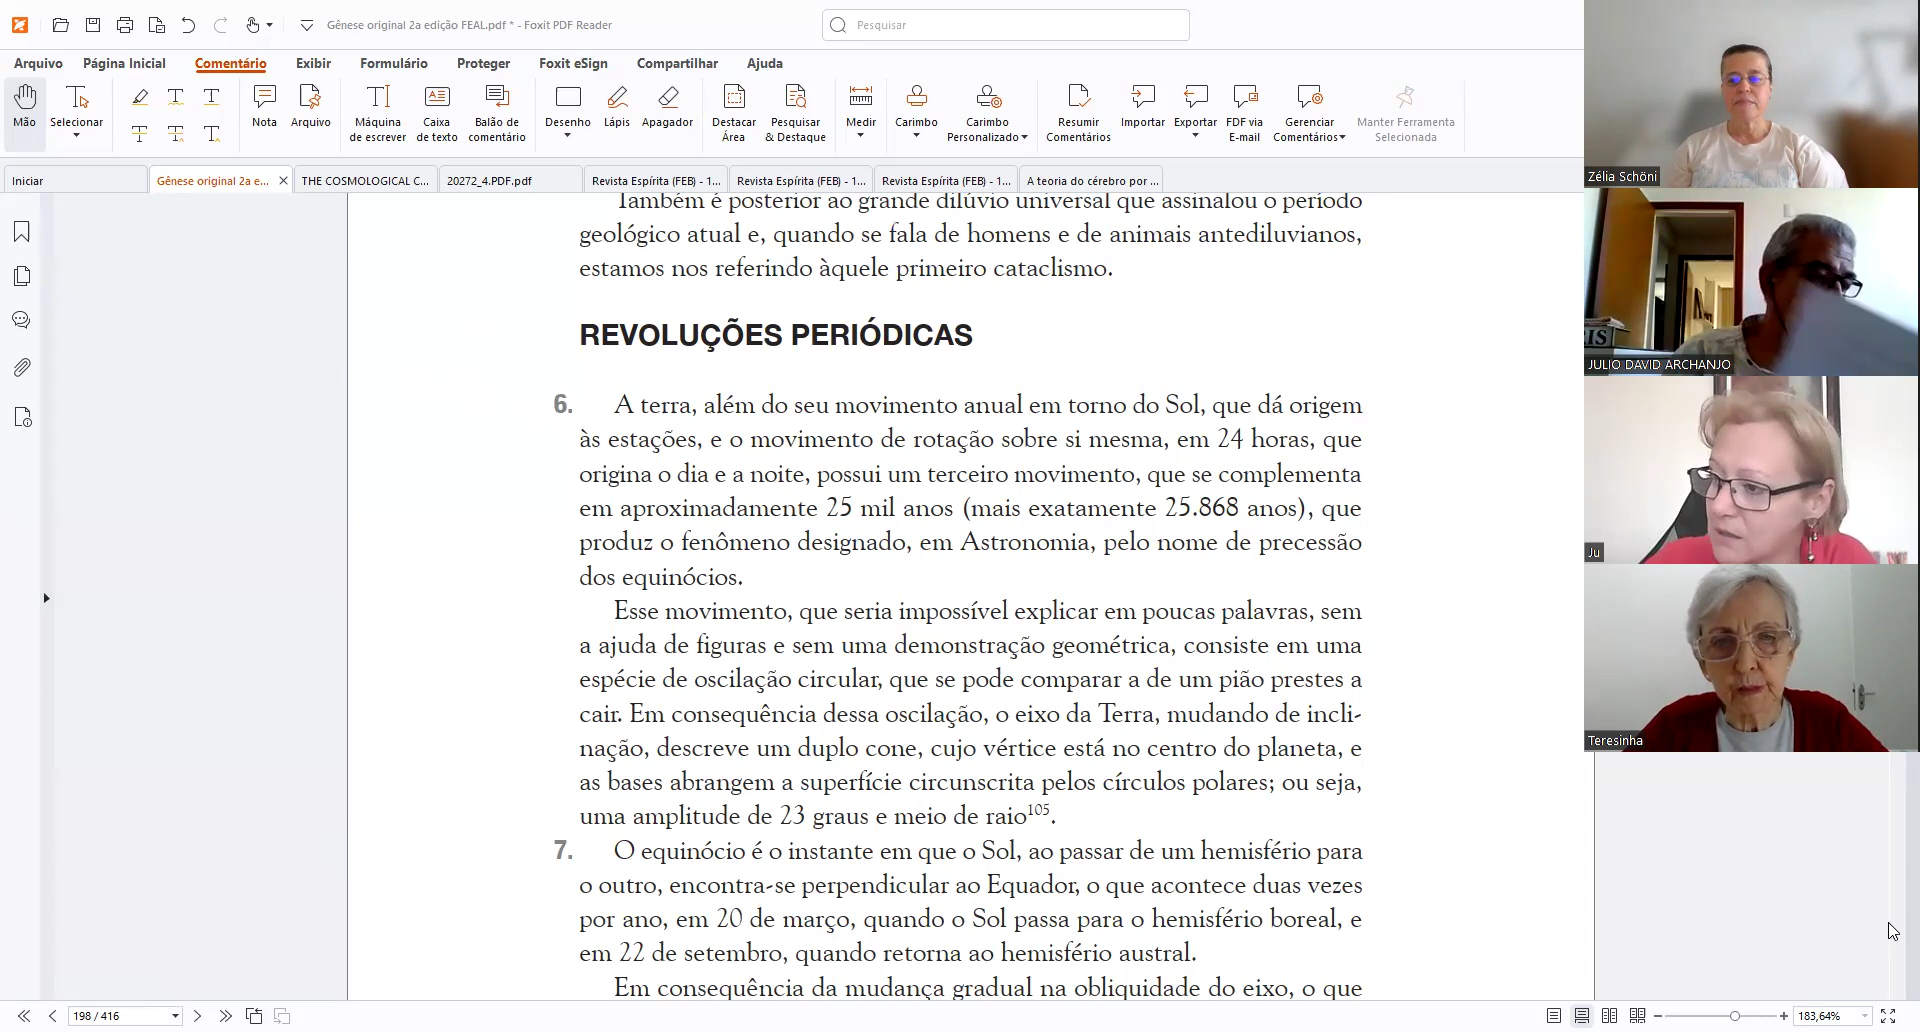 Gênese original 2a edição FEAL.pdf * - Foxit PDF Reader
Pesquisar
Arquivo Página Inicial Comentário Exibir Formulário Proteger Foxit eSign Compartilhar Ajuda
Mão
Selecionar
Nota
Arquivo
Máquina
de escrever
Caixa
de texto
Balão de
comentário
Desenho
Lápis
Apagador
Destacar
Área
Pesquisar
& Destaque
Medir
Carimbo
Carimbo
Personalizado
Resumir
Comentários
Importar
Exportar
FDF via
E-mail
Gerenciar
Comentários
Manter Ferramenta
Selecionada
Iniciar
Gênese original 2a e...
THE COSMOLOGICAL C...
20272_4.PDF.pdf
Revista Espírita (FEB) - 1...
Revista Espírita (FEB) - 1...
Revista Espírita (FEB) - 1...
A teoria do cérebro por ...
Também é posterior ao grande dilúvio universal que assinalou o período
geológico atual e, quando se fala de homens e de animais antediluvianos,
estamos nos referindo àquele primeiro cataclismo.
REVOLUÇÕES PERIÓDICAS
6. A terra, além do seu movimento anual em torno do Sol, que dá origem
às estações, e o movimento de rotação sobre si mesma, em 24 horas, que
origina o dia e a noite, possui um terceiro movimento, que se complementa
em aproximadamente 25 mil anos (mais exatamente 25.868 anos), que
produz o fenômeno designado, em Astronomia, pelo nome de precessão
dos equinócios.
Esse movimento, que seria impossível explicar em poucas palavras, sem
a ajuda de figuras e sem uma demonstração geométrica, consiste em uma
espécie de oscilação circular, que se pode comparar a de um pião prestes a
cair. Em consequência dessa oscilação, o eixo da Terra, mudando de incli-
nação, descreve um duplo cone, cujo vértice está no centro do planeta, e
as bases abrangem a superfície circunscrita pelos círculos polares; ou seja,
uma amplitude de 23 graus e meio de raio105.
7. O equinócio é o instante em que o Sol, ao passar de um hemisfério para
o outro, encontra-se perpendicular ao Equador, o que acontece duas vezes
por ano, em 20 de março, quando o Sol passa para o hemisfério boreal, e
em 22 de setembro, quando retorna ao hemisfério austral.
Em consequência da mudança gradual na obliquidade do eixo, o que
Zélia Schöni
JULIO DAVID ARCHANJO
Ju
Teresinha
198 / 416
183,64%